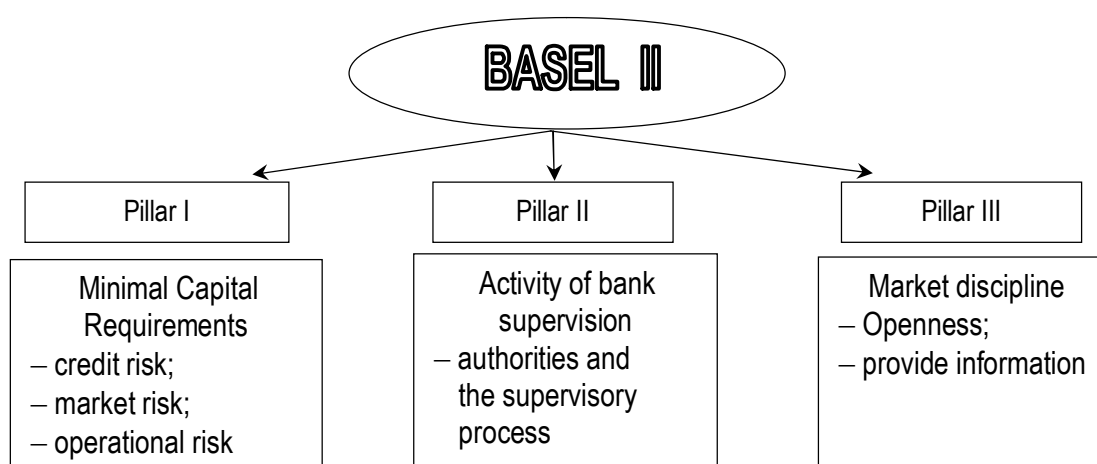 BASEL II
Pillar I
Pillar II
Pillar III
Minimal Capital
Requirements
– credit risk;
– market risk;
– operational risk
Activity of bank
supervision
– authorities and
the supervisory
process
Market discipline
– Openness;
– provide information